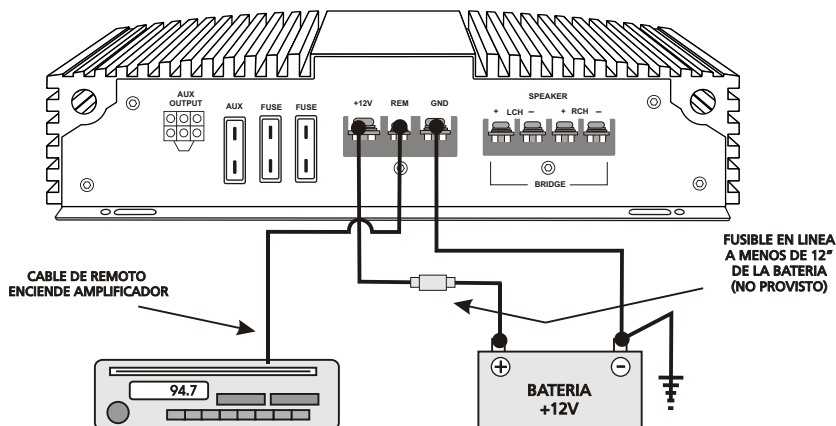 AUX
OUTPUT
AUX
FUSE
FUSE
+12V
REM
GND
SPEAKER
+ LCH − + RCH −
BRIDGE
CABLE DE REMOTO
ENCIENDE AMPLIFICADOR
FUSIBLE EN LINEA
A MENOS DE 12"
DE LA BATERIA
(NO PROVISTO)
94.7
+
−
BATERIA
+12V